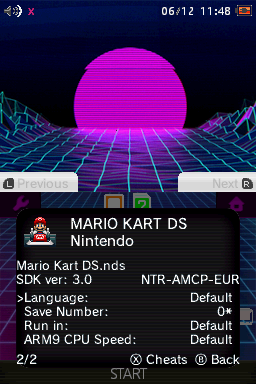 06/12 11:48
L Previous
Next R
2
MARIO KART DS
Nintendo
Mario Kart DS.nds
SDK ver: 3.0 NTR-AMCP-EUR
>Language: Default
Save Number: 0*
Run in: Default
ARM9 CPU Speed: Default
2/2 X Cheats B Back
START